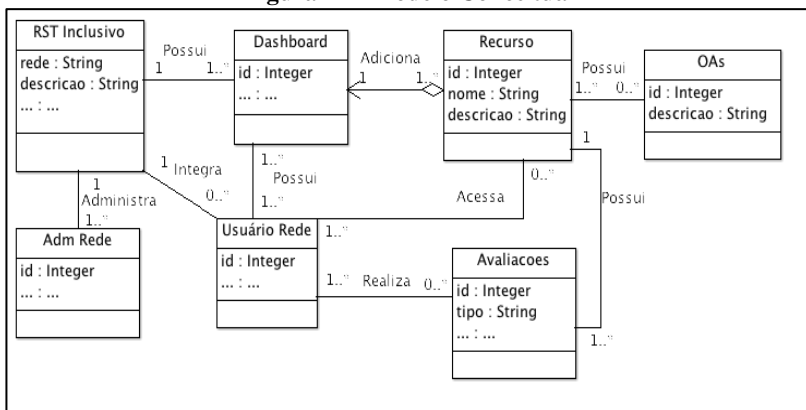 RST Inclusivo
rede : String
descricao : String
... : ...
Possui
1
1..*
Dashboard
id : Integer
... : ...
Adiciona
1
1..*
Recurso
id : Integer
nome : String
descricao : String
Possui
1..*
0..*
OAs
id : Integer
descricao : String
1
Integra
0..*
1..*
Possui
1..*
0..*
Acessa
1..*
1
Possui
1..*
1
Administra
1..*
Adm Rede
id : Integer
... : ...
Usuário Rede
id : Integer
... : ...
1..*
Realiza
0..*
Avaliacoes
id : Integer
tipo : String
... : ...